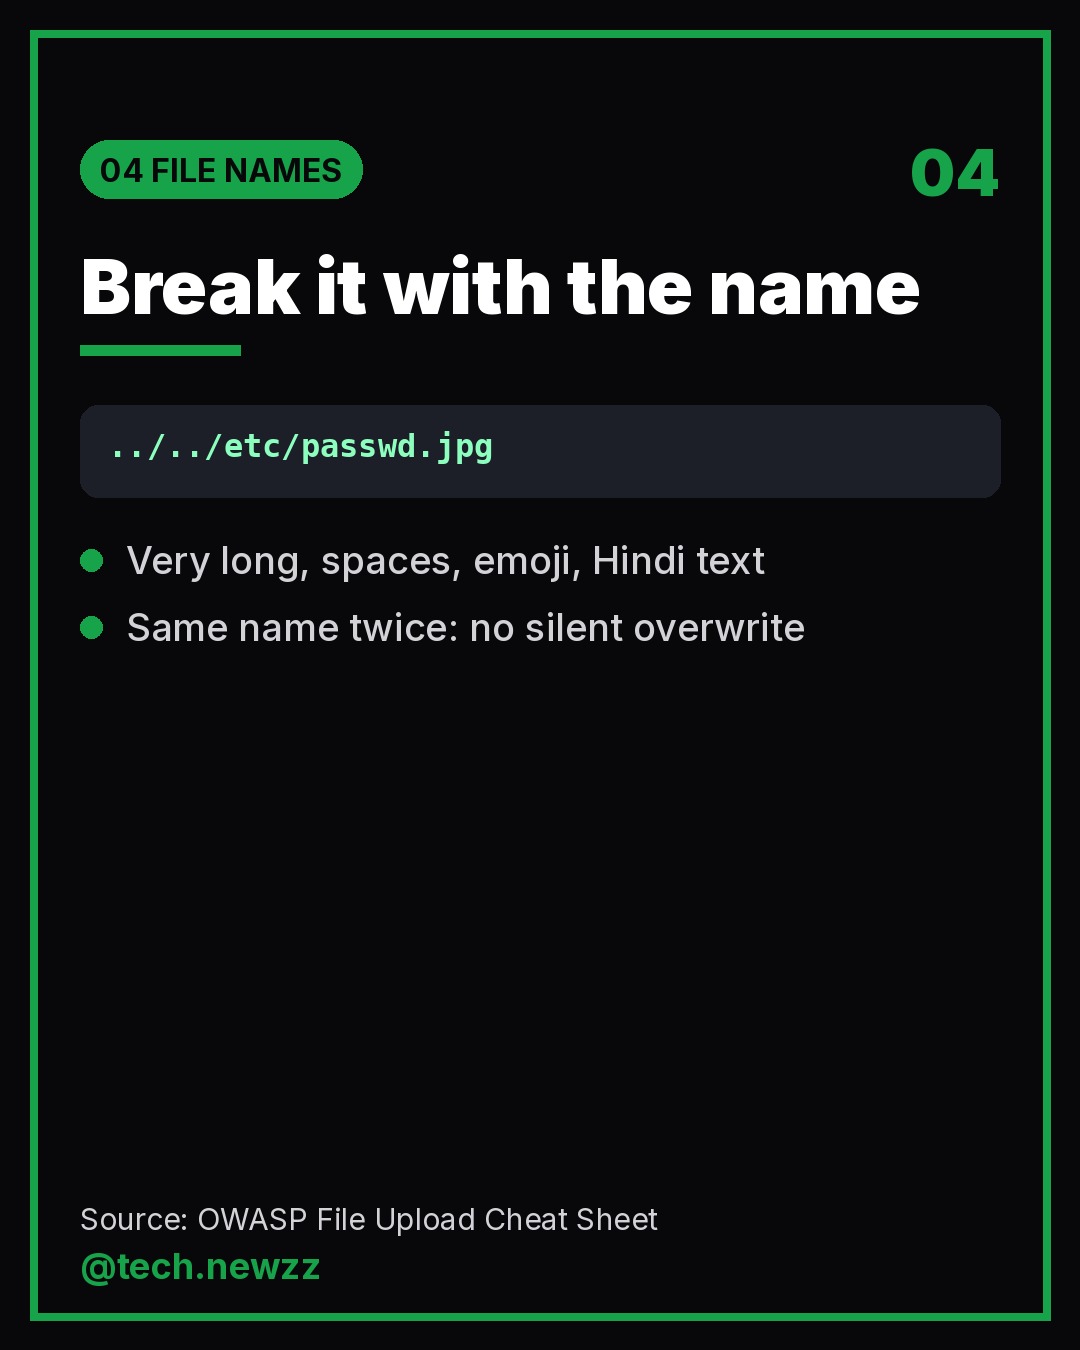 04 FILE NAMES
04
Break it with the name
../../etc/passwd.jpg
Very long, spaces, emoji, Hindi text
Same name twice: no silent overwrite
Source: OWASP File Upload Cheat Sheet
@tech.newzz